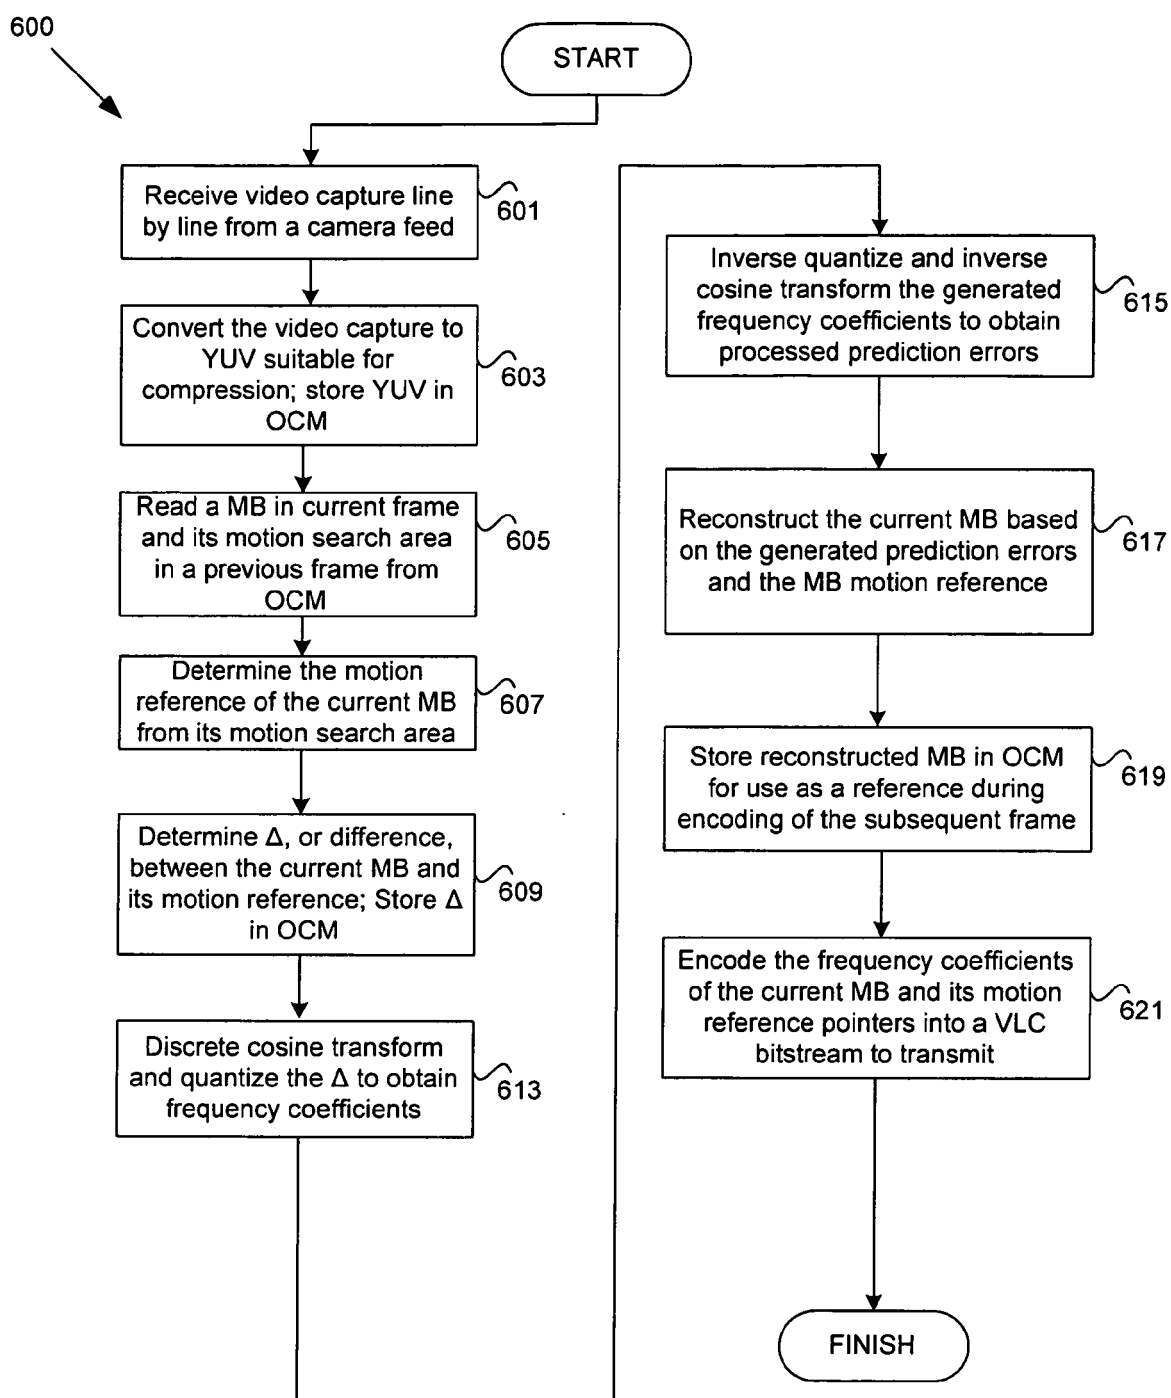 600
START
Receive video capture line
by line from a camera feed
601
Convert the video capture to
YUV suitable for
compression; store YUV in
OCM
603
Read a MB in current frame
and its motion search area
in a previous frame from
OCM
605
Determine the motion
reference of the current MB
from its motion search area
607
Determine Δ, or difference,
between the current MB and
its motion reference; Store Δ
in OCM
609
Discrete cosine transform
and quantize the Δ to obtain
frequency coefficients
613
Inverse quantize and inverse
cosine transform the generated
frequency coefficients to obtain
processed prediction errors
615
Reconstruct the current MB based
on the generated prediction errors
and the MB motion reference
617
Store reconstructed MB in OCM
for use as a reference during
encoding of the subsequent frame
619
Encode the frequency coefficients
of the current MB and its motion
reference pointers into a VLC
bitstream to transmit
621
FINISH